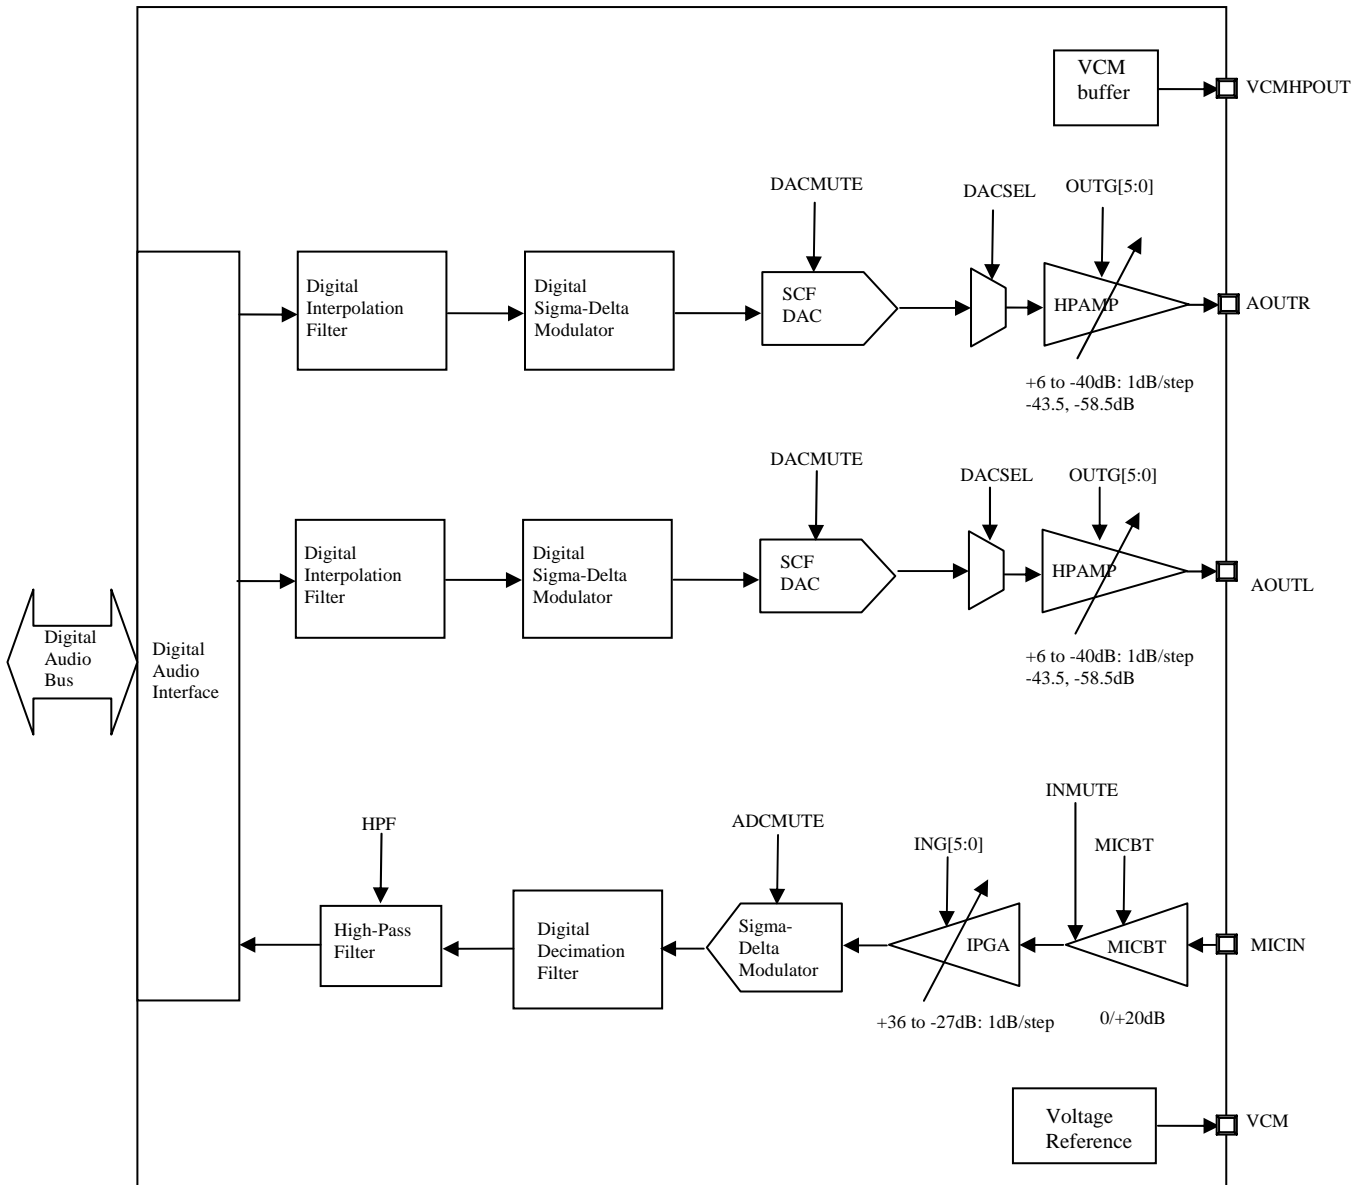 VCM
buffer
VCMHPOUT
DACMUTE
DACSEL
OUTG[5:0]
Digital
Interpolation
Filter
Digital
Sigma-Delta
Modulator
SCF
DAC
HPAMP
AOUTR
+6 to -40dB: 1dB/step
-43.5, -58.5dB
DACMUTE
DACSEL
OUTG[5:0]
Digital
Interpolation
Filter
Digital
Sigma-Delta
Modulator
SCF
DAC
HPAMP
AOUTL
+6 to -40dB: 1dB/step
-43.5, -58.5dB
Digital
Audio
Bus
Digital
Audio
Interface
HPF
ADCMUTE
ING[5:0]
INMUTE
MICBT
High-Pass
Filter
Digital
Decimation
Filter
Sigma-
Delta
Modulator
IPGA
MICBT
MICIN
+36 to -27dB: 1dB/step
0/+20dB
Voltage
Reference
VCM